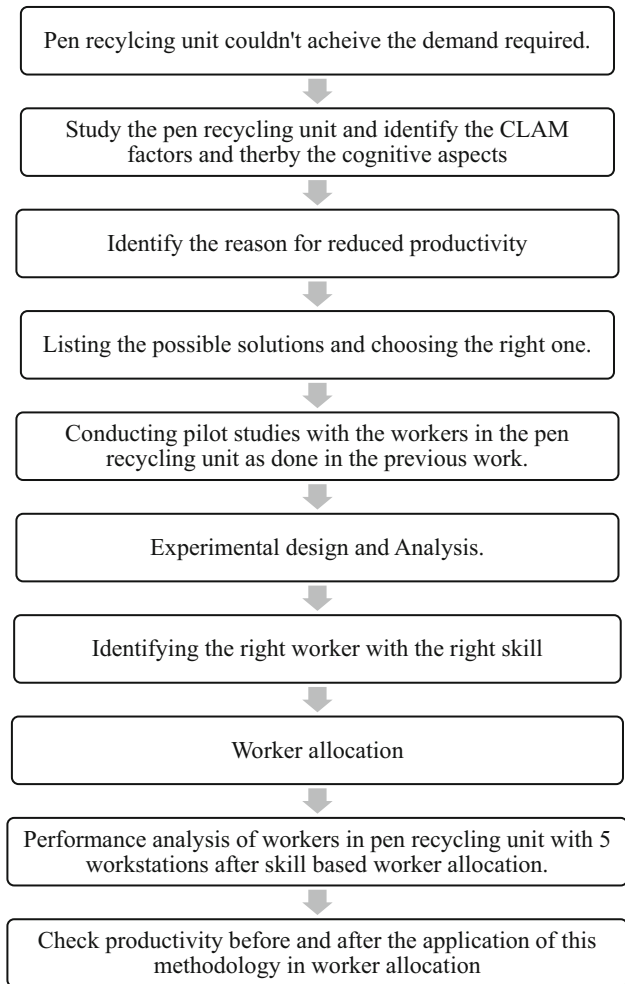 Pen recylcing unit couldn't acheive the demand required.
Study the pen recycling unit and identify the CLAM
factors and therby the cognitive aspects
Identify the reason for reduced productivity
Listing the possible solutions and choosing the right one.
Conducting pilot studies with the workers in the pen
recycling unit as done in the previous work.
Experimental design and Analysis.
Identifying the right worker with the right skill
Worker allocation
Performance analysis of workers in pen recycling unit with 5
workstations after skill based worker allocation.
Check productivity before and after the application of this
methodology in worker allocation